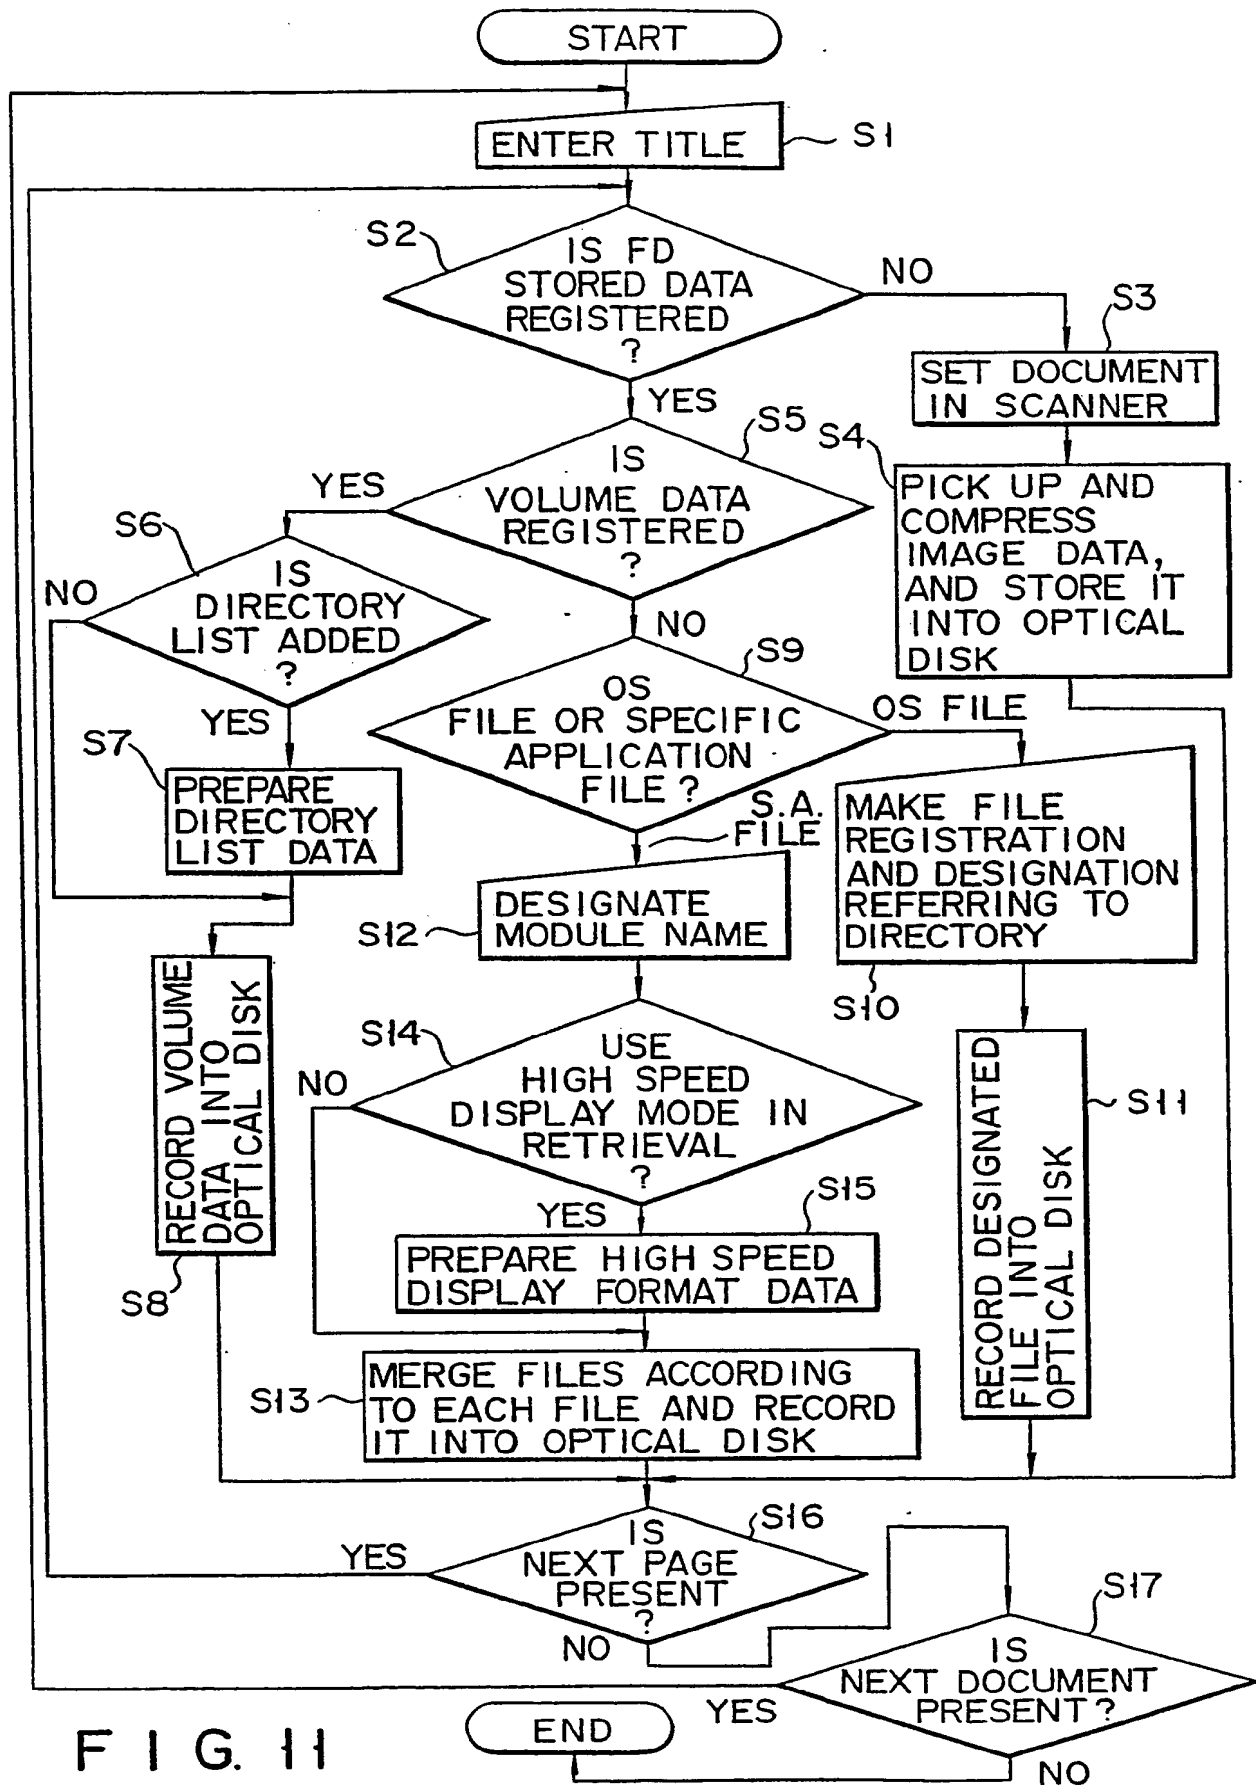 START
ENTER TITLE
S1
S2
IS FD
STORED DATA
REGISTERED
?
NO
YES
S3
SET DOCUMENT
IN SCANNER
S4
PICK UP AND
COMPRESS
IMAGE DATA,
AND STORE IT
INTO OPTICAL
DISK
S5
IS
VOLUME DATA
REGISTERED
?
YES
NO
S6
IS
DIRECTORY
LIST ADDED
?
NO
YES
S7
PREPARE
DIRECTORY
LIST DATA
RECORD VOLUME
DATA INTO
OPTICAL DISK
S8
S9
OS
FILE OR SPECIFIC
APPLICATION
FILE?
OS FILE
S.A.
FILE
MAKE FILE
REGISTRATION
AND DESIGNATION
REFERRING TO
DIRECTORY
S10
RECORD DESIGNATED
FILE INTO
OPTICAL DISK
S11
S12
DESIGNATE
MODULE NAME
S14
USE
HIGH SPEED
DISPLAY MODE IN
RETRIEVAL
?
NO
YES
S15
PREPARE HIGH SPEED
DISPLAY FORMAT DATA
S13
MERGE FILES ACCORDING
TO EACH FILE AND RECORD
IT INTO OPTICAL DISK
S16
IS
NEXT PAGE
PRESENT
?
YES
NO
S17
IS
NEXT DOCUMENT
PRESENT?
YES
NO
END
FIG. 11